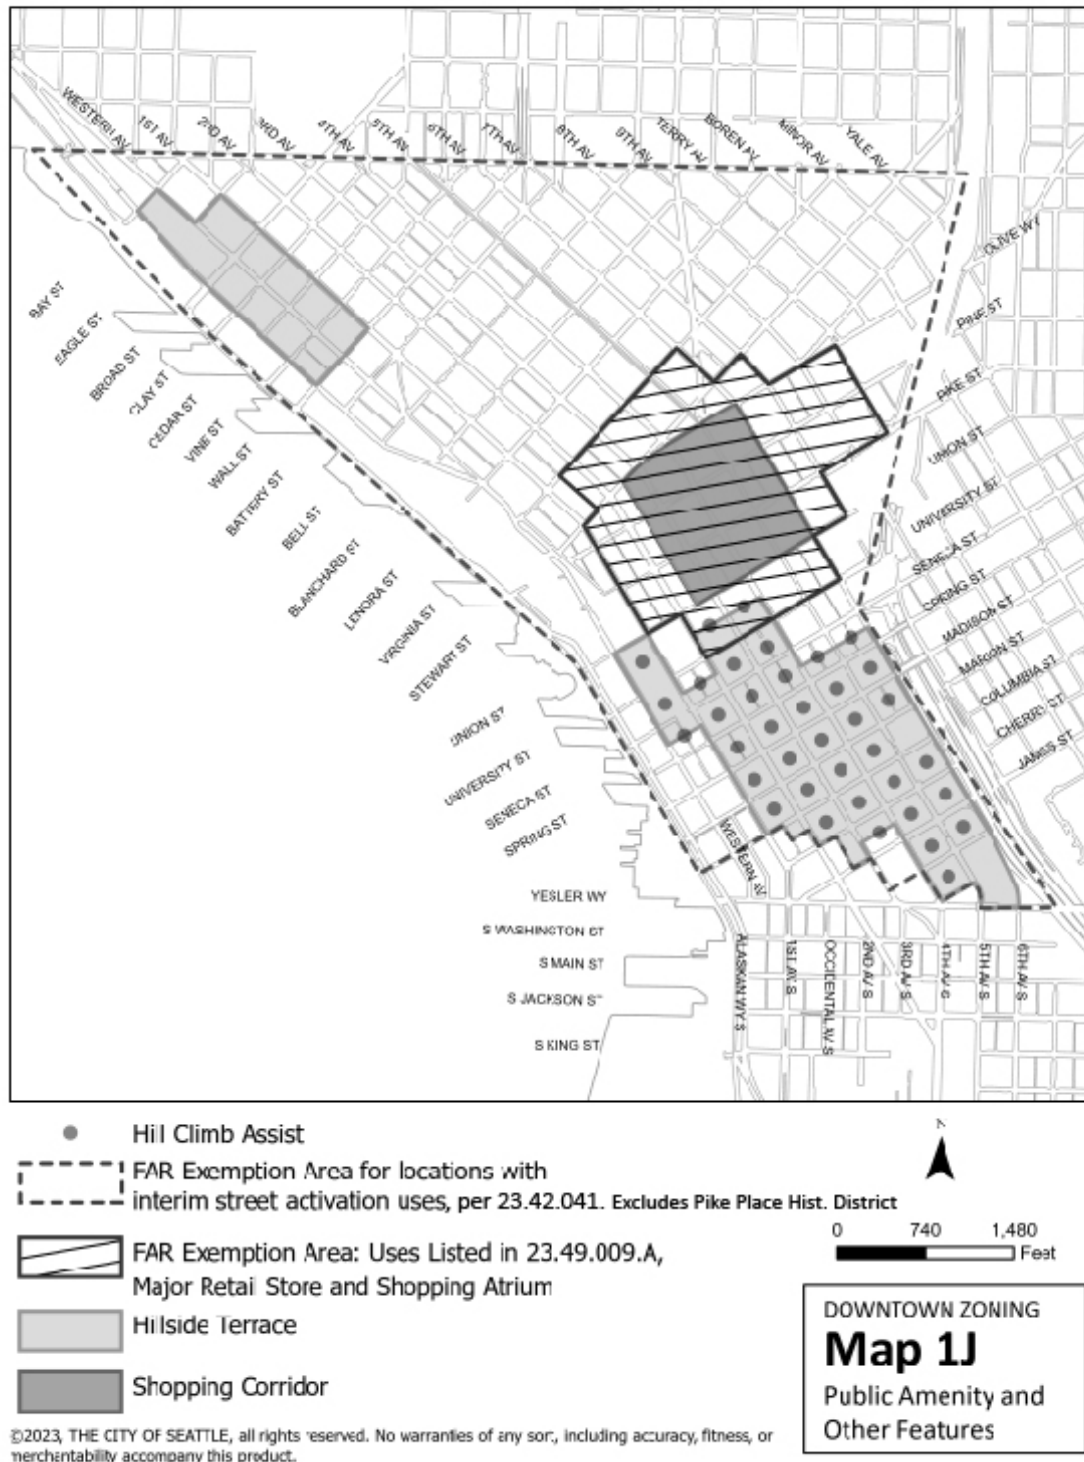 WESTERN AV
1ST AV
2ND AV
3RD AV
4TH AV
5TH AV
6TH AV
7TH AV
8TH AV
9TH AV
TERRY AV
BOREN AV
MINOR AV
YALE AV
OLIVE WY
PINE ST
PIKE ST
UNION ST
UNIVERSITY ST
SENECA ST
SPRING ST
MADISON ST
MARION ST
COLUMBIA ST
CHERRY ST
JAMES ST
BAY ST
EAGLE ST
BROAD ST
CLAY ST
CEDAR ST
VINE ST
WALL ST
BATTERY ST
BELL ST
BLANCHARD ST
LENORA ST
VIRGINIA ST
STEWART ST
UNION ST
UNIVERSITY ST
SENECA ST
SPRING ST
WESTERN AV
YESLER WY
S WASHINGTON ST
S MAIN ST
S JACKSON ST
S KING ST
ALASKAN WY S
1ST AV S
OCCIDENTAL AV S
2ND AV S
3RD AV S
4TH AV S
5TH AV S
6TH AV S
Hill Climb Assist
FAR Exemption Area for locations with
interim street activation uses, per 23.42.041. Excludes Pike Place Hist. District
FAR Exemption Area: Uses Listed in 23.49.009.A,
Major Retail Store and Shopping Atrium
Hillside Terrace
Shopping Corridor
N
0 740 1,480
Feet
DOWNTOWN ZONING
Map 1J
Public Amenity and
Other Features
©2023, THE CITY OF SEATTLE, all rights reserved. No warranties of any sort, including accuracy, fitness, or
merchantability accompany this product.